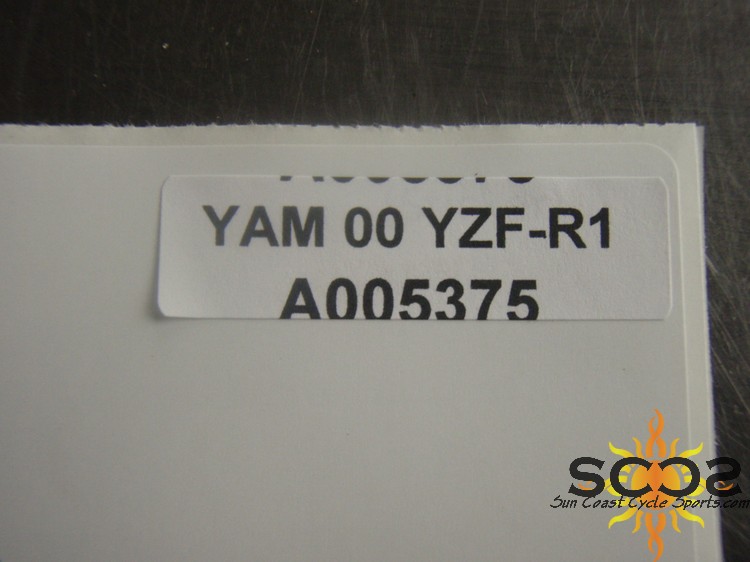 YAM 00 YZF-R1
A005375
SCCS
Sun Coast Cycle Sports.com